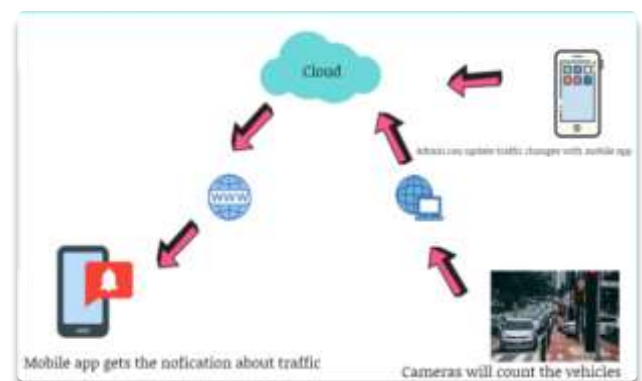 Cloud
Admin can update traffic changes with mobile app
WWW
Mobile app gets the nofication about traffic
Cameras will count the vehicles